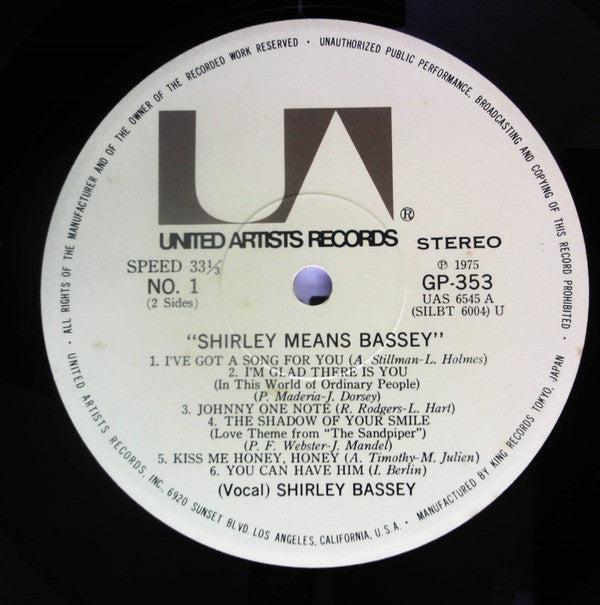 · ALL RIGHTS OF THE MANUFACTURER AND OF THE OWNER OF THE RECORDED WORK RESERVED · UNAUTHORIZED PUBLIC PERFORMANCE, BROADCASTING AND COPYING OF THIS RECORD PROHIBITED ·
UA®
UNITED ARTISTS RECORDS
STEREO
SPEED 33⅓
NO. 1
(2 Sides)
℗ 1975
GP-353
UAS 6545 A
(SILBT 6004) U
"SHIRLEY MEANS BASSEY"
1. I'VE GOT A SONG FOR YOU (A. Stillman-L. Holmes)
2. I'M GLAD THERE IS YOU
(In This World of Ordinary People)
(P. Maderia-J. Dorsey)
3. JOHNNY ONE NOTE (R. Rodgers-L. Hart)
4. THE SHADOW OF YOUR SMILE
(Love Theme from "The Sandpiper")
(P. F. Webster-J. Mandel)
5. KISS ME HONEY, HONEY (A. Timothy-M. Julien)
6. YOU CAN HAVE HIM (I. Berlin)
(Vocal) SHIRLEY BASSEY
UNITED ARTISTS RECORDS, INC., 6920 SUNSET BLVD. LOS ANGELES, CALIFORNIA, U.S.A. · MANUFACTURED BY KING RECORDS TOKYO, JAPAN